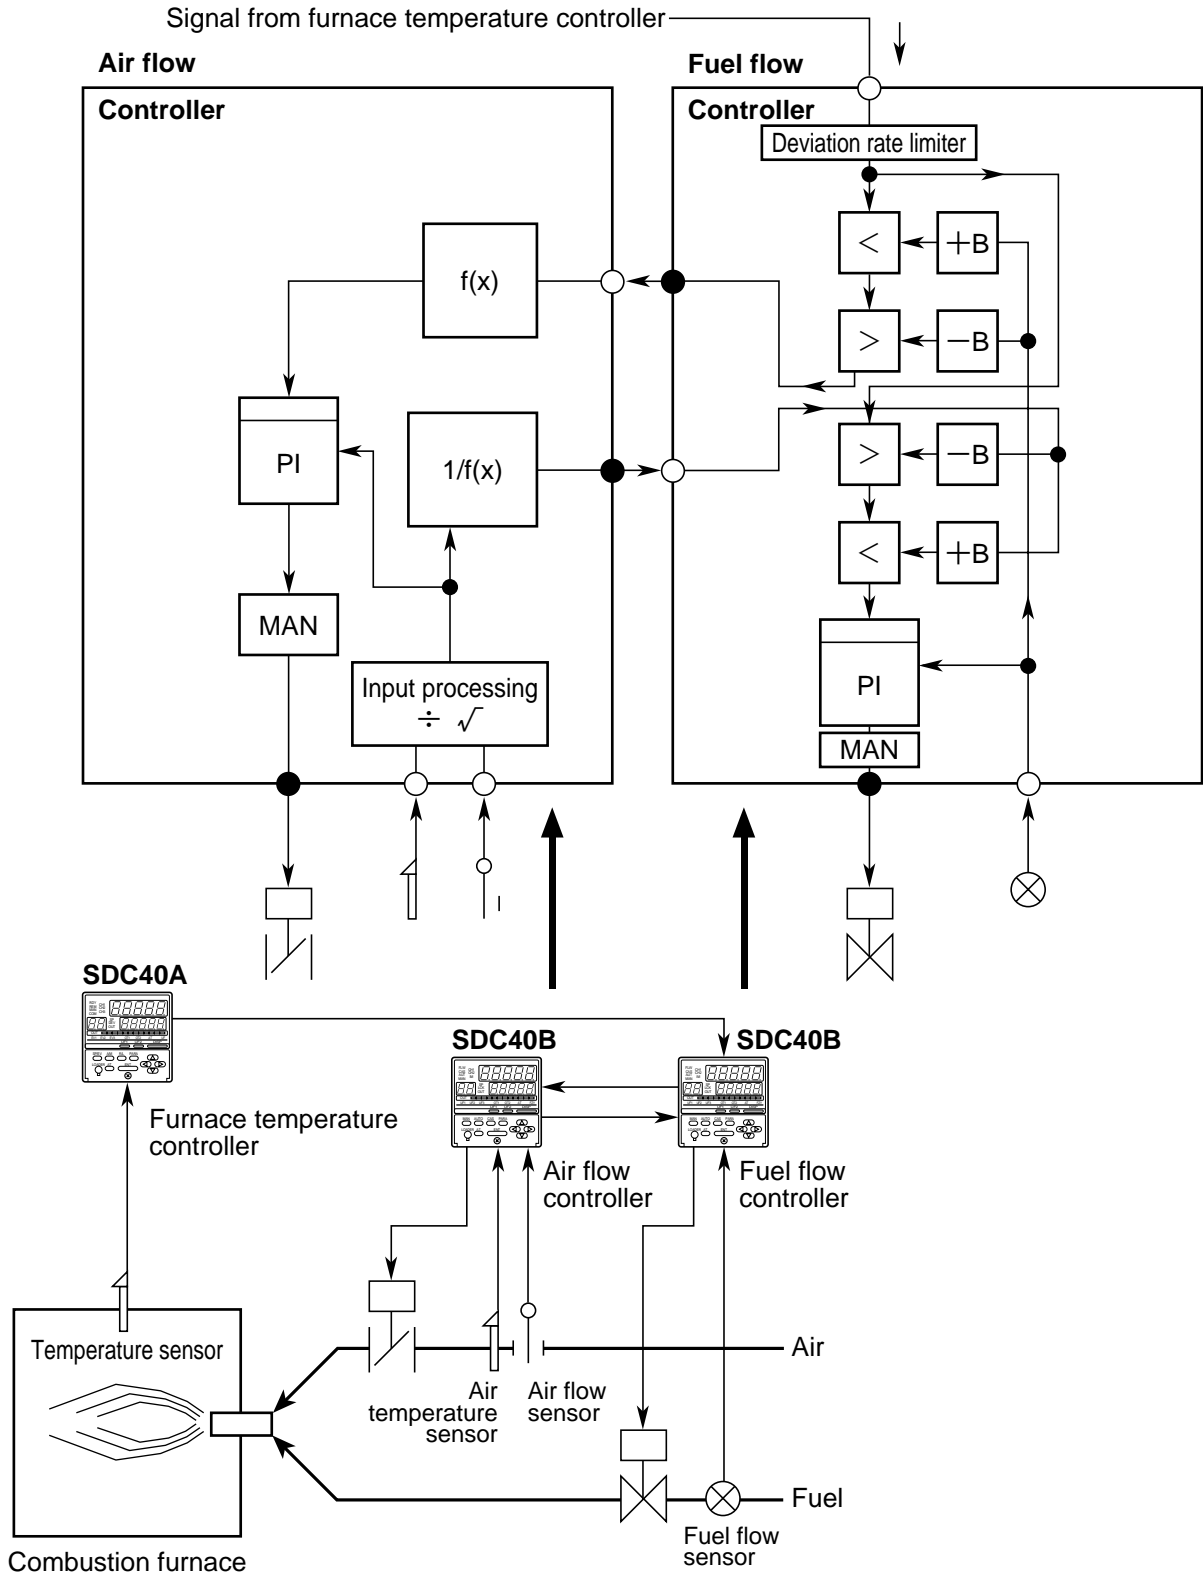 Signal from furnace temperature controller
Air flow
Fuel flow
Controller
Controller
Deviation rate limiter
< +B
f(x)
> −B
PI
1/f(x)
> −B
< +B
MAN
Input processing
÷ √
PI
MAN
SDC40A
SDC40B
SDC40B
Furnace temperature
controller
Air flow
controller
Fuel flow
controller
Temperature sensor
Air
Air
temperature
sensor
Air flow
sensor
Fuel
Fuel flow
sensor
Combustion furnace